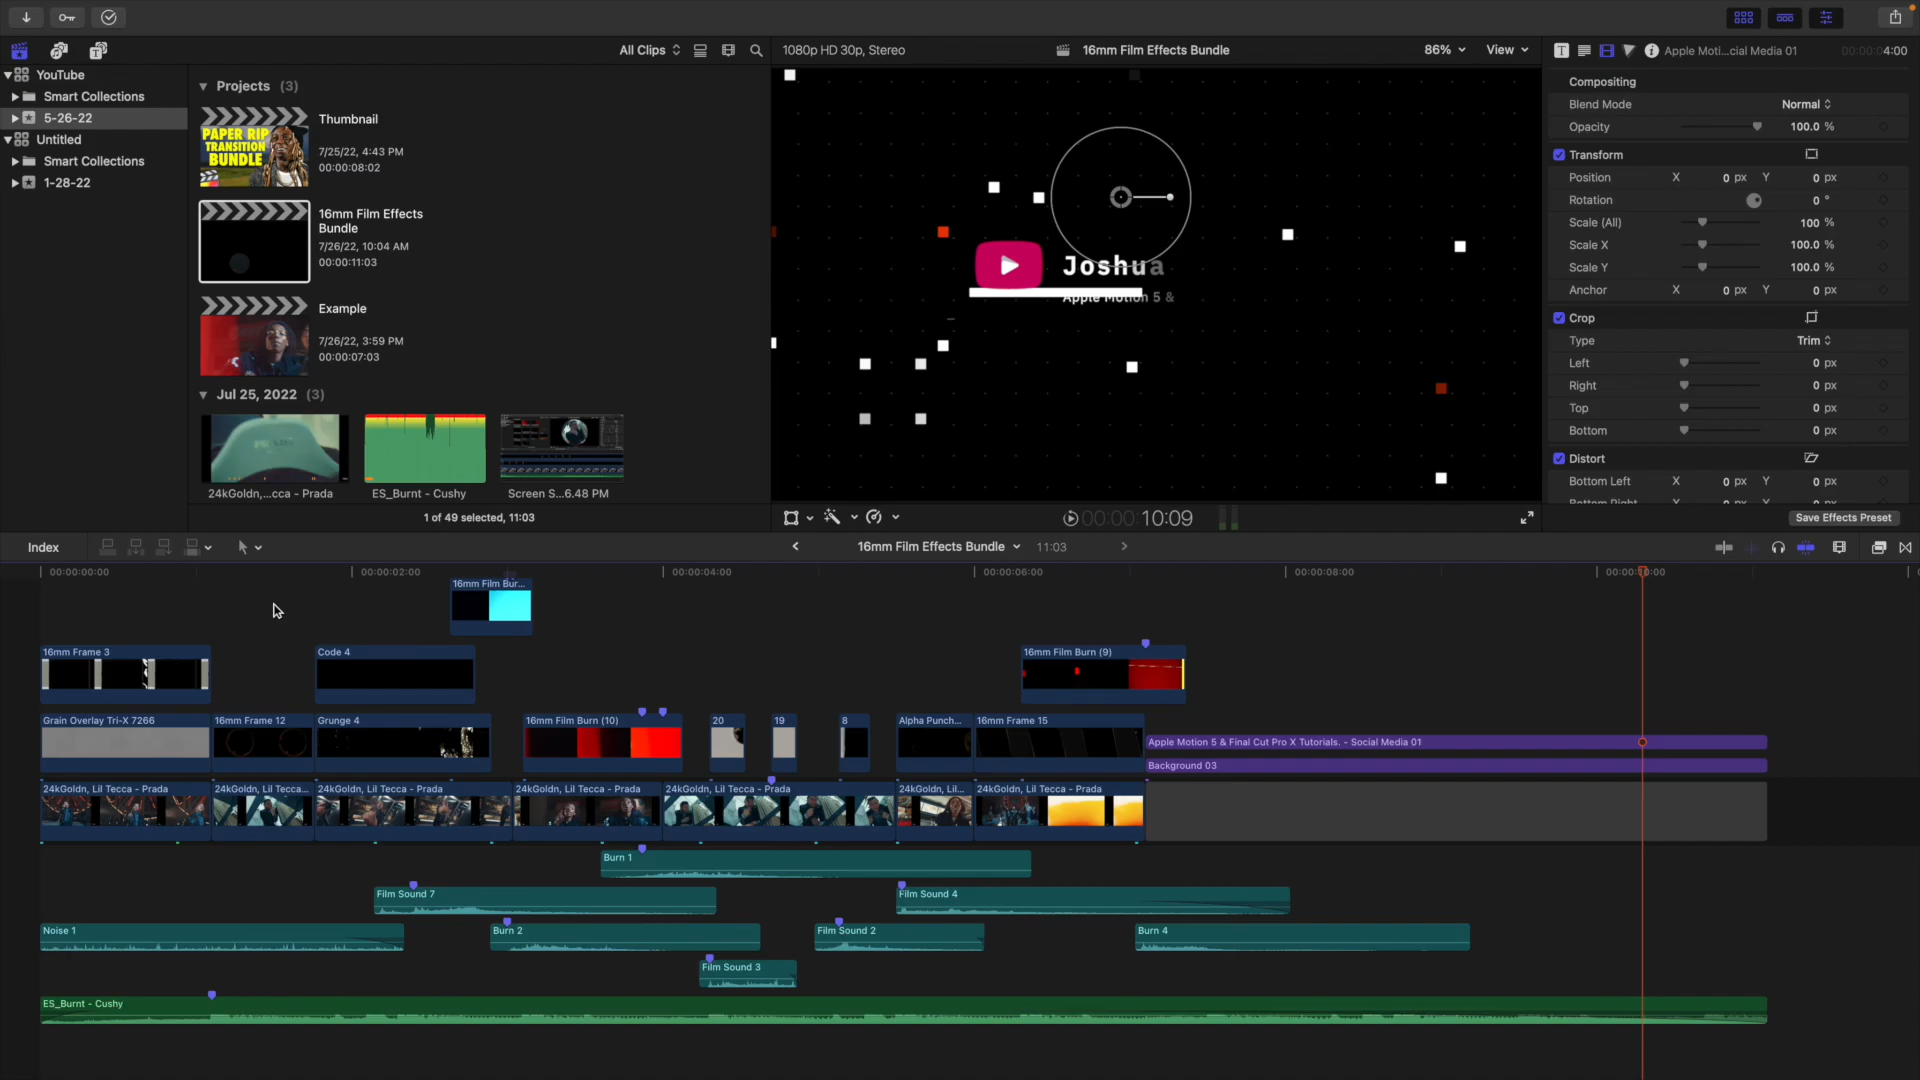 All Clips
1080p HD 30p, Stereo
16mm Film Effects Bundle
86%
View
Apple Moti...cial Media 01
00:00:04:00
YouTube
Smart Collections
5-26-22
Untitled
Smart Collections
1-28-22
Projects (3)
PAPER RIP
TRANSITION
BUNDLE
Thumbnail
7/25/22, 4:43 PM
00:00:08:02
16mm Film Effects
Bundle
7/26/22, 10:04 AM
00:00:11:03
Example
7/26/22, 3:59 PM
00:00:07:03
Jul 25, 2022 (3)
24kGoldn,...cca - Prada
ES_Burnt - Cushy
Screen S...6.48 PM
1 of 49 selected, 11:03
Joshua
Apple Motion 5 &
00:00:10:09
Compositing
Blend Mode Normal
Opacity 100.0 %
Transform
Position X 0 px Y 0 px
Rotation 0 °
Scale (All) 100 %
Scale X 100.0 %
Scale Y 100.0 %
Anchor X 0 px Y 0 px
Crop
Type Trim
Left 0 px
Right 0 px
Top 0 px
Bottom 0 px
Distort
Bottom Left X 0 px Y 0 px
Bottom Right
Save Effects Preset
Index
16mm Film Effects Bundle 11:03
00:00:00:00 00:00:02:00 00:00:04:00 00:00:06:00 00:00:08:00 00:00:10:00
16mm Film Bur...
16mm Frame 3
Code 4
16mm Film Burn (9)
Grain Overlay Tri-X 7266
16mm Frame 12
Grunge 4
16mm Film Burn (10)
20
19
8
Alpha Punch...
16mm Frame 15
Apple Motion 5 & Final Cut Pro X Tutorials. - Social Media 01
Background 03
24kGoldn, Lil Tecca - Prada
24kGoldn, Lil Tecca...
24kGoldn, Lil Tecca - Prada
24kGoldn, Lil Tecca - Prada
24kGoldn, Lil Tecca - Prada
24kGoldn, Lil...
24kGoldn, Lil Tecca - Prada
Burn 1
Film Sound 7
Film Sound 4
Noise 1
Burn 2
Film Sound 2
Burn 4
Film Sound 3
ES_Burnt - Cushy